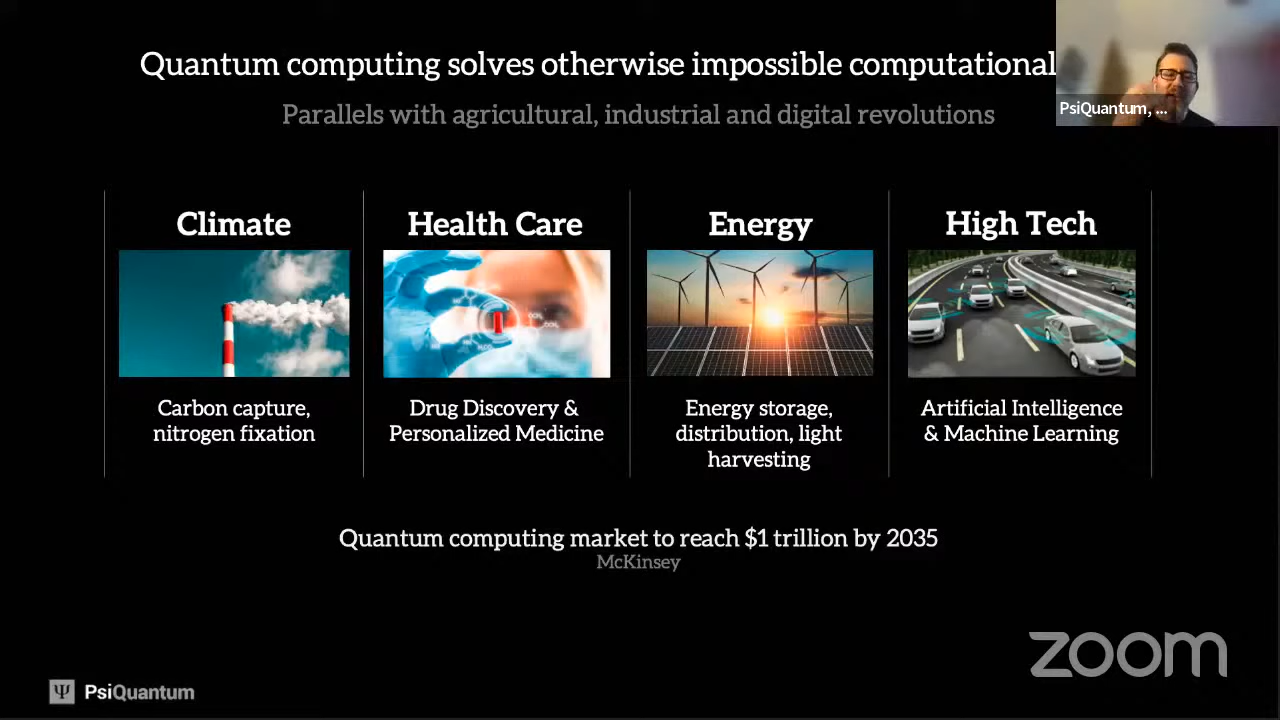 Quantum computing solves otherwise impossible computational
Parallels with agricultural, industrial and digital revolutions
PsiQuantum, ...
Climate
Carbon capture,
nitrogen fixation
Health Care
Drug Discovery &
Personalized Medicine
Energy
Energy storage,
distribution, light
harvesting
High Tech
Artificial Intelligence
& Machine Learning
Quantum computing market to reach $1 trillion by 2035
McKinsey
zoom
Ψ PsiQuantum